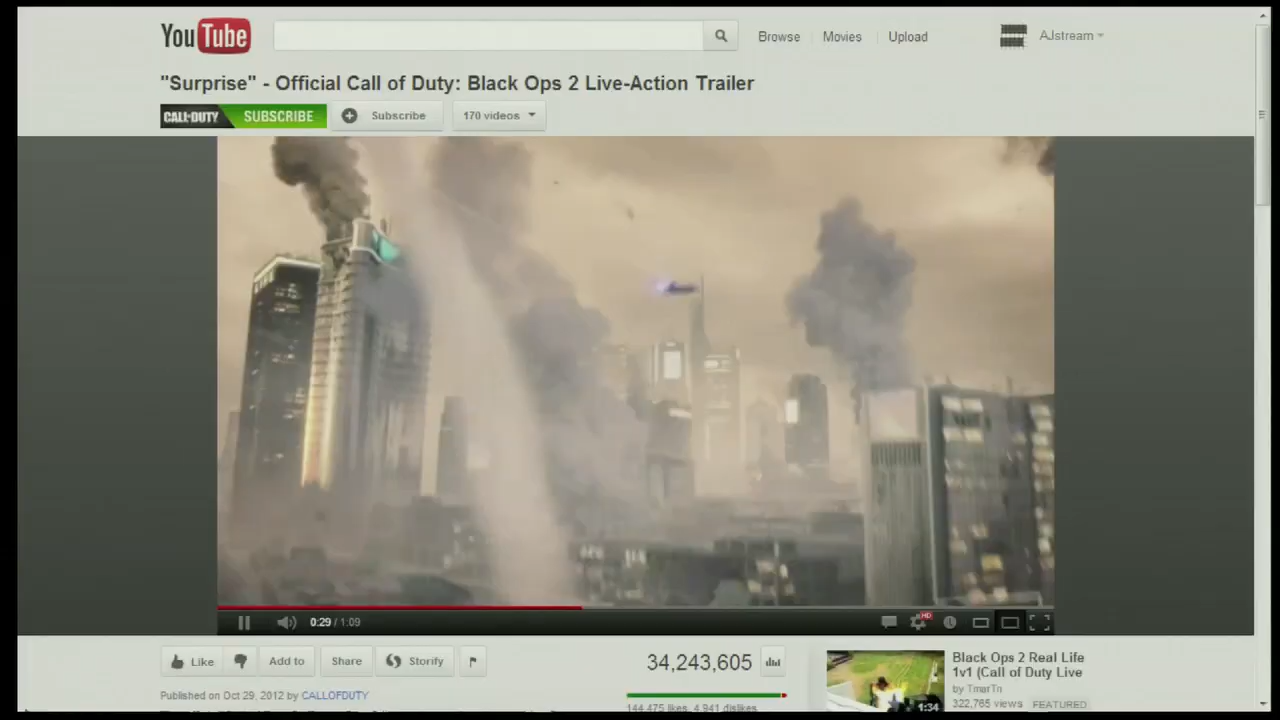 YouTube
Browse Movies Upload AJstream
"Surprise" - Official Call of Duty: Black Ops 2 Live-Action Trailer
CALL·DUTY SUBSCRIBE Subscribe 170 videos
0:29 / 1:09
HD
Like Add to Share Storify
34,243,605
Published on Oct 29, 2012 by CALLOFDUTY
144,475 likes, 4,941 dislikes
Black Ops 2 Real Life
1v1 (Call of Duty Live
by TmarTn
322,765 views FEATURED
1:34